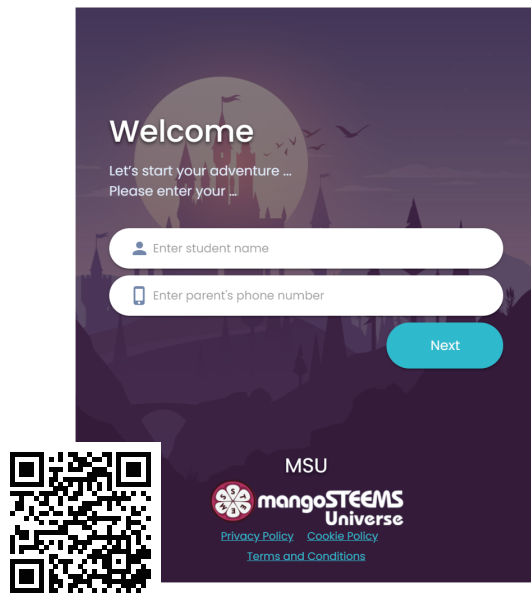 Welcome
Let's start your adventure ...
Please enter your ...
Enter student name
Enter parent's phone number
Next
MSU
mangoSTEEMS
Universe
Privacy Policy Cookie Policy
Terms and Conditions